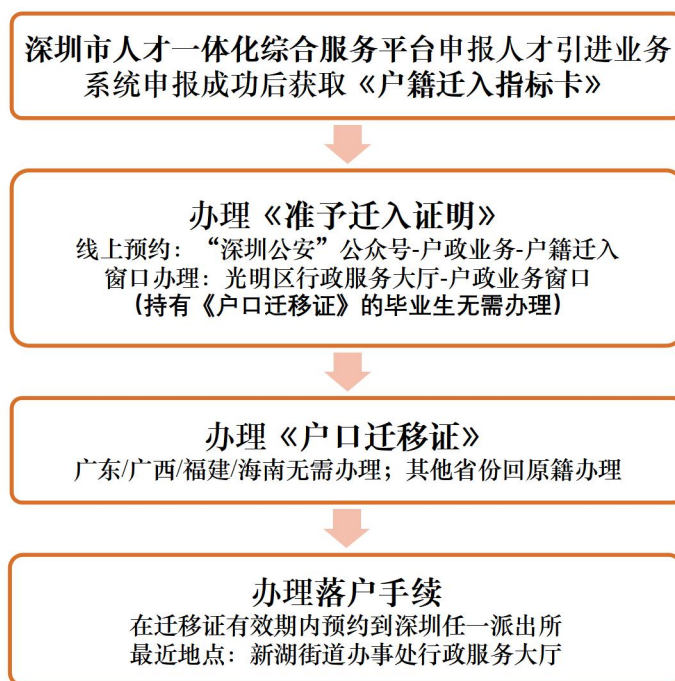 深圳市人才一体化综合服务平台申报人才引进业务
系统申报成功后获取《户籍迁入指标卡》
办理《准予迁入证明》
线上预约：“深圳公安”公众号-户政业务-户籍迁入
窗口办理：光明区行政服务大厅-户政业务窗口
(持有《户口迁移证》的毕业生无需办理)
办理《户口迁移证》
广东/广西/福建/海南无需办理；其他省份回原籍办理
办理落户手续
在迁移证有效期内预约到深圳任一派出所
最近地点：新湖街道办事处行政服务大厅